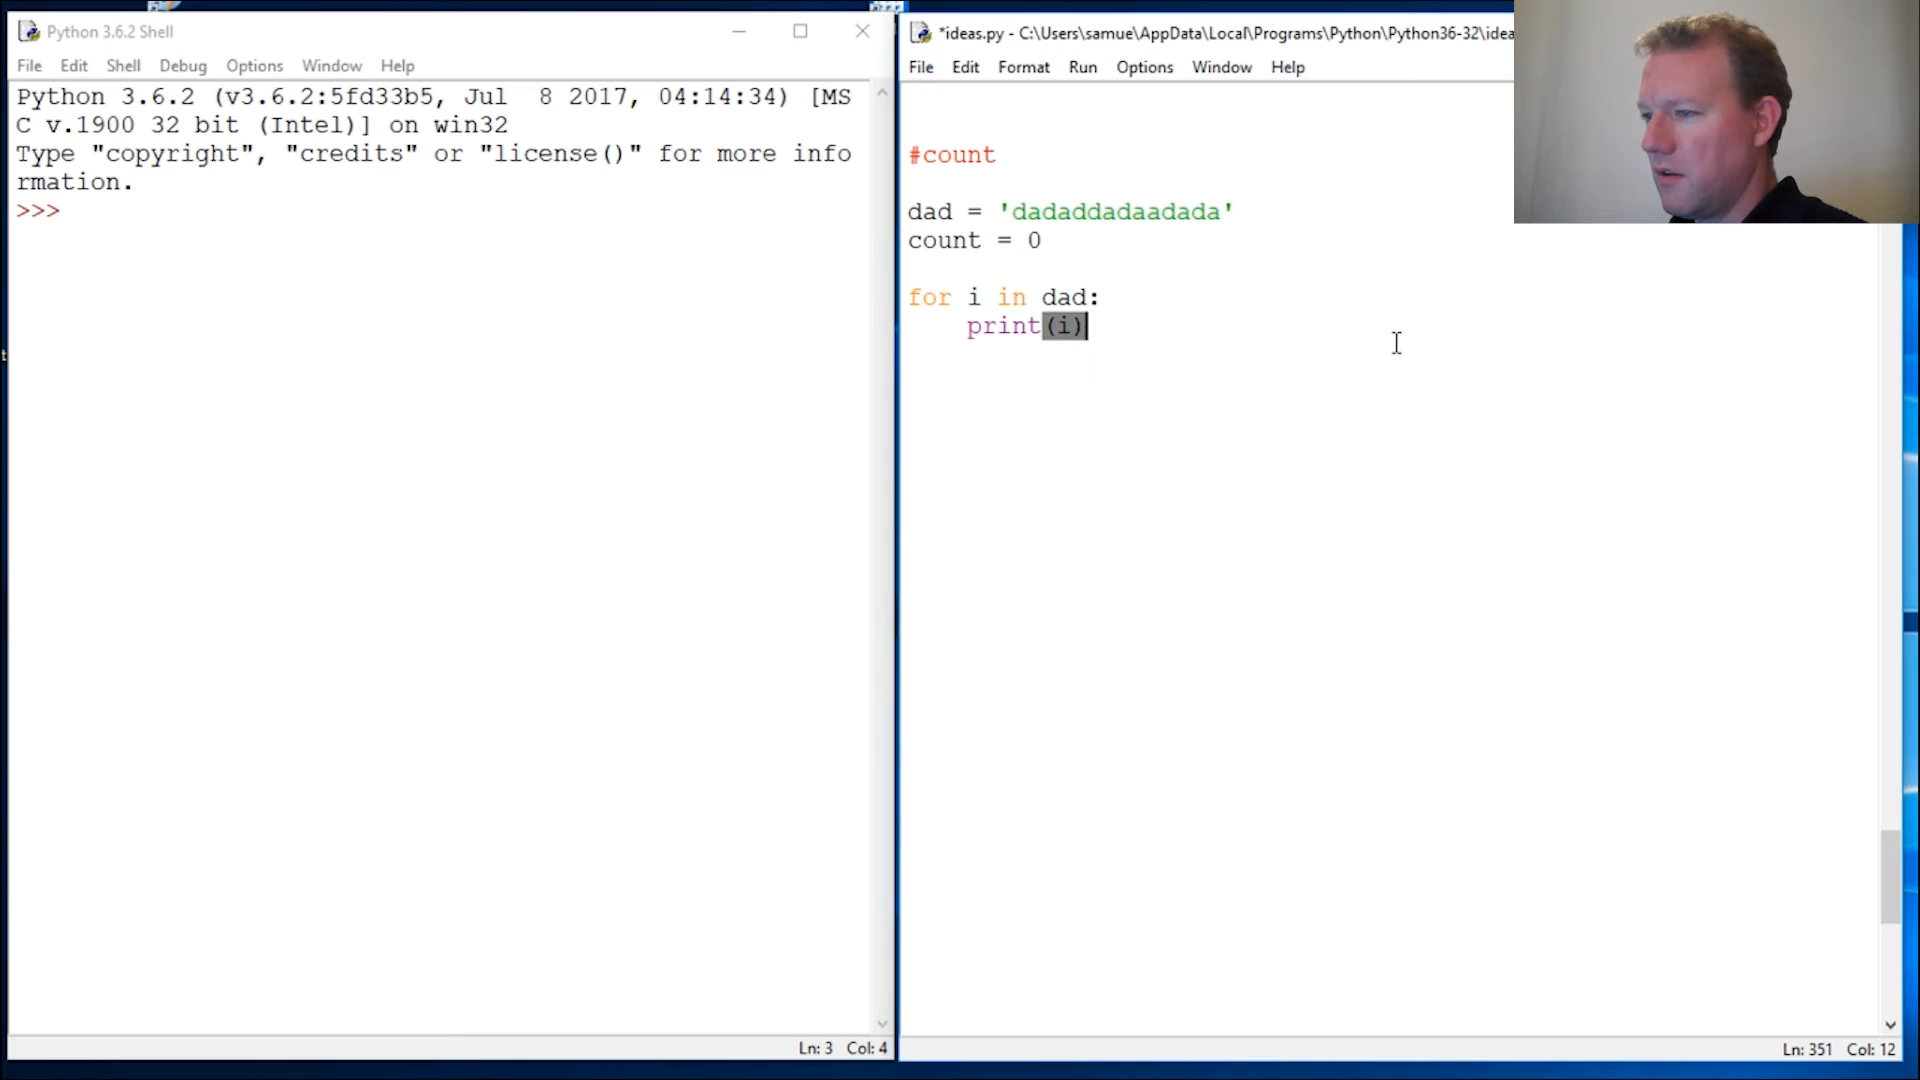 Python 3.6.2 Shell
File Edit Shell Debug Options Window Help
Python 3.6.2 (v3.6.2:5fd33b5, Jul  8 2017, 04:14:34) [MS
C v.1900 32 bit (Intel)] on win32
Type "copyright", "credits" or "license()" for more info
rmation.
>>>
Ln: 3 Col: 4
*ideas.py - C:\Users\samue\AppData\Local\Programs\Python\Python36-32\idea
File Edit Format Run Options Window Help
#count
dad = 'dadaddadaadada'
count = 0
for i in dad:
    print(i)
Ln: 351 Col: 12